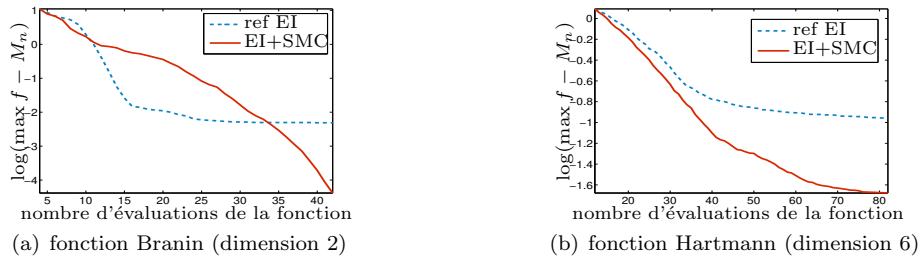 log(max f − Mn)
1
0
−1
−2
−3
−4
5 10 15 20 25 30 35 40
ref EI
EI+SMC
nombre d'évaluations de la fonction
(a) fonction Branin (dimension 2)
log(max f − Mn)
0
−0.2
−0.4
−0.6
−0.8
−1
−1.2
−1.4
−1.6
20 30 40 50 60 70 80
ref EI
EI+SMC
nombre d'évaluations de la fonction
(b) fonction Hartmann (dimension 6)